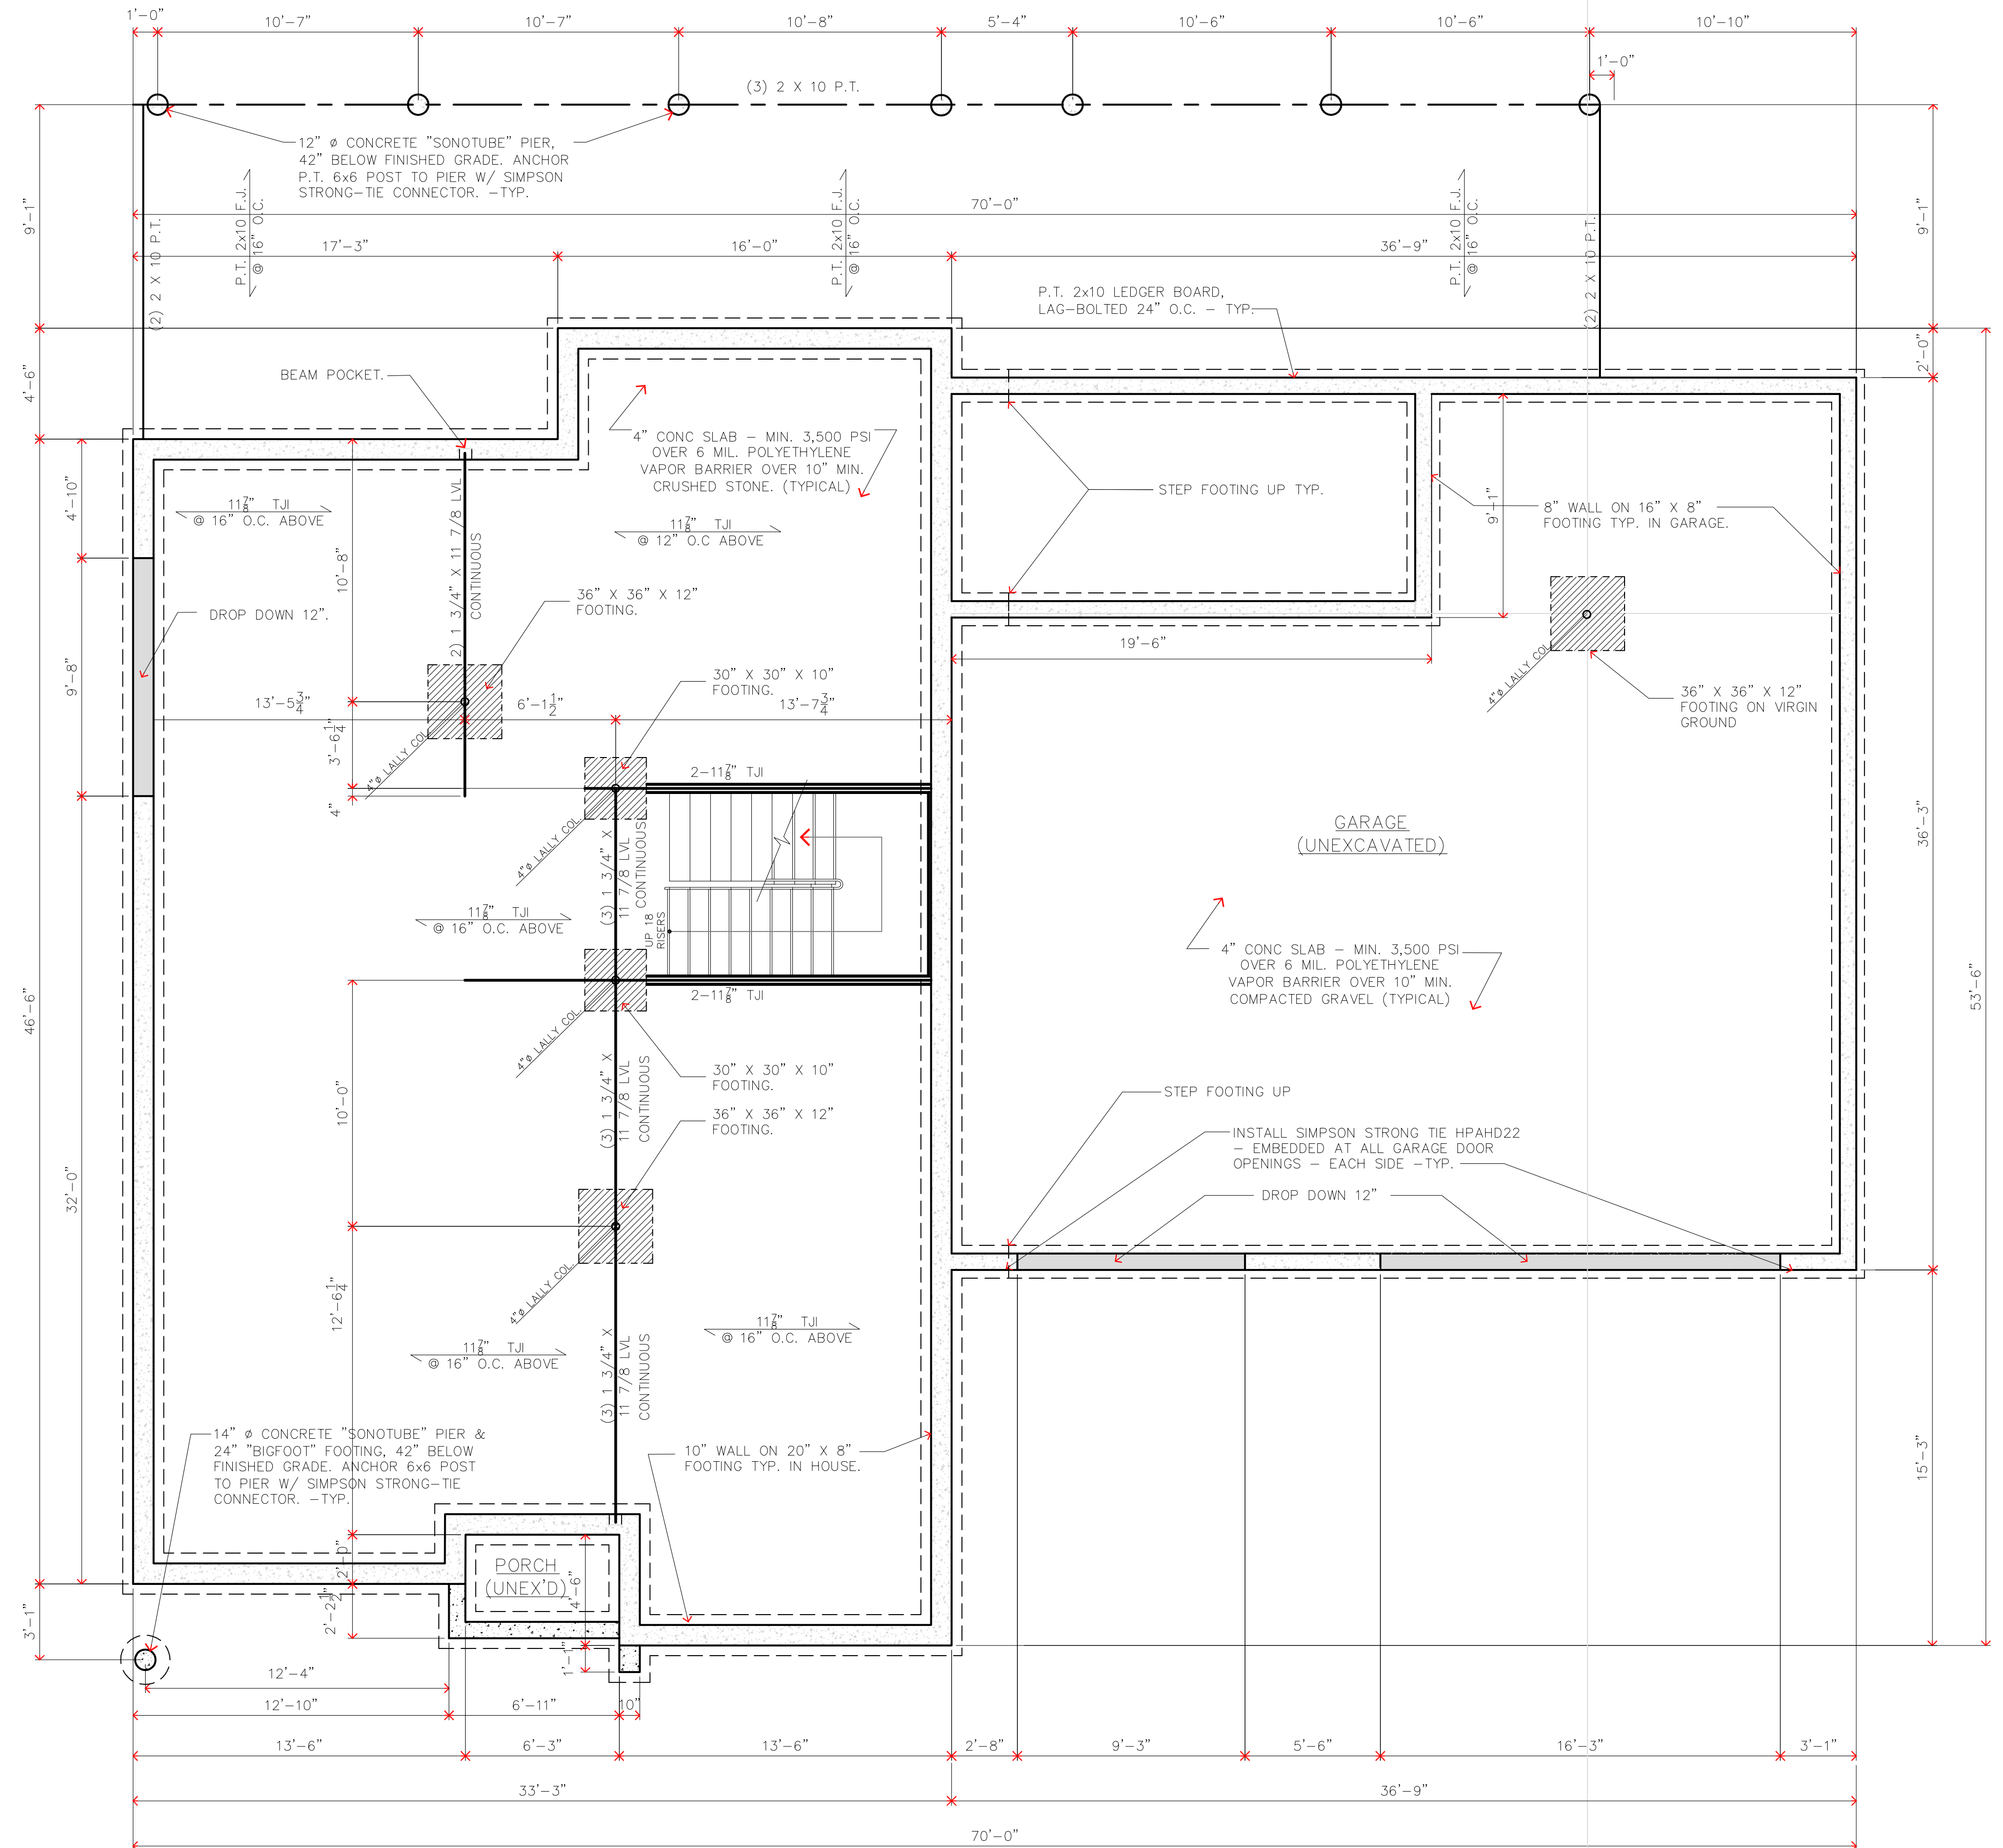 1'-0"
10'-7"
10'-7"
10'-8"
5'-4"
10'-6"
10'-6"
10'-10"
1'-0"
(3) 2 X 10 P.T.
12" ø CONCRETE "SONOTUBE" PIER,
42" BELOW FINISHED GRADE. ANCHOR
P.T. 6x6 POST TO PIER W/ SIMPSON
STRONG-TIE CONNECTOR. -TYP.
9'-1"
(2) 2 X 10 P.T.
P.T. 2x10 F.J.
@ 16" O.C.
P.T. 2x10 F.J.
@ 16" O.C.
P.T. 2x10 F.J.
@ 16" O.C.
(2) 2 X 10 P.T.
9'-1"
70'-0"
17'-3"
16'-0"
36'-9"
P.T. 2x10 LEDGER BOARD,
LAG-BOLTED 24" O.C. - TYP.
4'-6"
2'-0"
BEAM POCKET.
4" CONC SLAB - MIN. 3,500 PSI
OVER 6 MIL. POLYETHYLENE
VAPOR BARRIER OVER 10" MIN.
CRUSHED STONE. (TYPICAL)
STEP FOOTING UP TYP.
9'-1"
8" WALL ON 16" X 8"
FOOTING TYP. IN GARAGE.
4'-10"
11 7/8" TJI
@ 16" O.C. ABOVE
11 7/8" TJI
@ 12" O.C ABOVE
10'-8"
2) 1 3/4" X 11 7/8 LVL
CONTINUOUS
36" X 36" X 12"
FOOTING.
DROP DOWN 12".
9'-8"
30" X 30" X 10"
FOOTING.
19'-6"
4"ø LALLY COL.
36" X 36" X 12"
FOOTING ON VIRGIN
GROUND
13'-5 3/4"
6'-1 1/2"
13'-7 3/4"
3'-6 1/4"
4"ø LALLY COL.
4"
2-11 7/8" TJI
4"ø LALLY COL.
(3) 1 3/4" X
11 7/8 LVL
CONTINUOUS
UP 18
RISERS
11 7/8" TJI
@ 16" O.C. ABOVE
2-11 7/8" TJI
GARAGE
(UNEXCAVATED)
36'-3"
4" CONC SLAB - MIN. 3,500 PSI
OVER 6 MIL. POLYETHYLENE
VAPOR BARRIER OVER 10" MIN.
COMPACTED GRAVEL (TYPICAL)
53'-6"
46'-6"
32'-0"
10'-0"
4"ø LALLY COL.
(3) 1 3/4" X
11 7/8 LVL
CONTINUOUS
30" X 30" X 10"
FOOTING.
36" X 36" X 12"
FOOTING.
STEP FOOTING UP
INSTALL SIMPSON STRONG TIE HPAHD22
- EMBEDDED AT ALL GARAGE DOOR
OPENINGS - EACH SIDE -TYP.
DROP DOWN 12"
12'-6 1/4"
4"ø LALLY COL.
11 7/8" TJI
@ 16" O.C. ABOVE
(3) 1 3/4" X
11 7/8 LVL
CONTINUOUS
11 7/8" TJI
@ 16" O.C. ABOVE
14" ø CONCRETE "SONOTUBE" PIER &
24" "BIGFOOT" FOOTING, 42" BELOW
FINISHED GRADE. ANCHOR 6x6 POST
TO PIER W/ SIMPSON STRONG-TIE
CONNECTOR. -TYP.
10" WALL ON 20" X 8"
FOOTING TYP. IN HOUSE.
15'-3"
2'-0"
PORCH
(UNEX'D)
4'-6"
2'-2 1/2"
3'-1"
1'-1"
12'-4"
12'-10"
6'-11"
10"
13'-6"
6'-3"
13'-6"
2'-8"
9'-3"
5'-6"
16'-3"
3'-1"
33'-3"
36'-9"
70'-0"